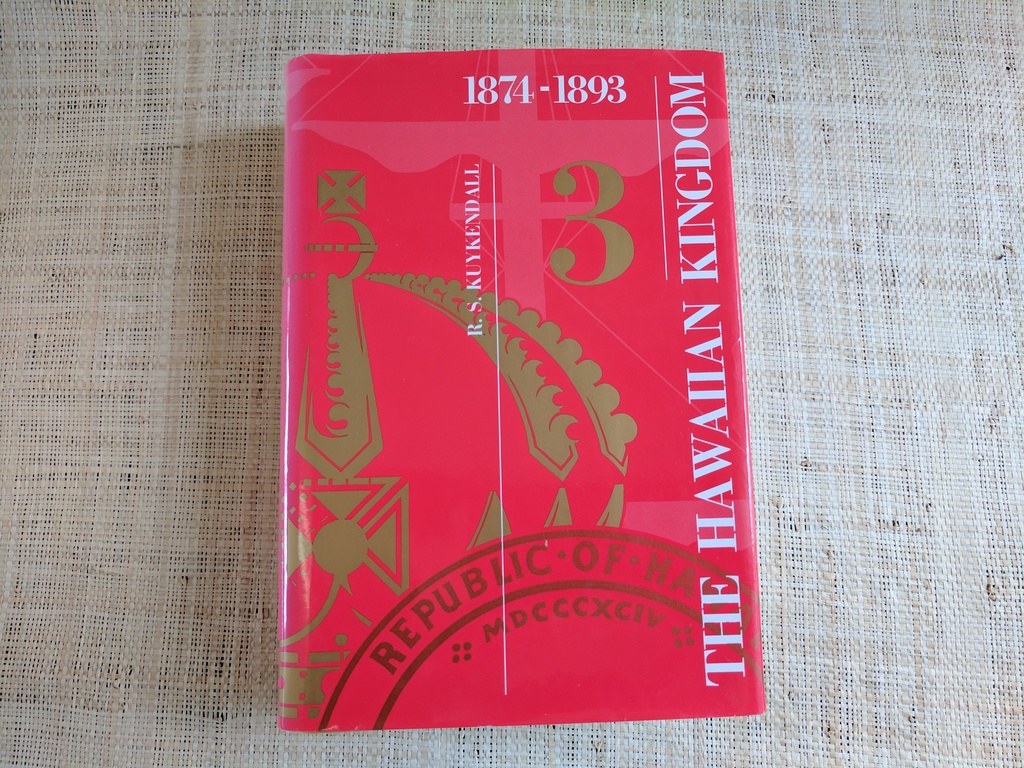 1874-1893
3
R. S. KUYKENDALL
THE HAWAIIAN KINGDOM
REPUBLIC·OF·HA
MDCCCXCIV